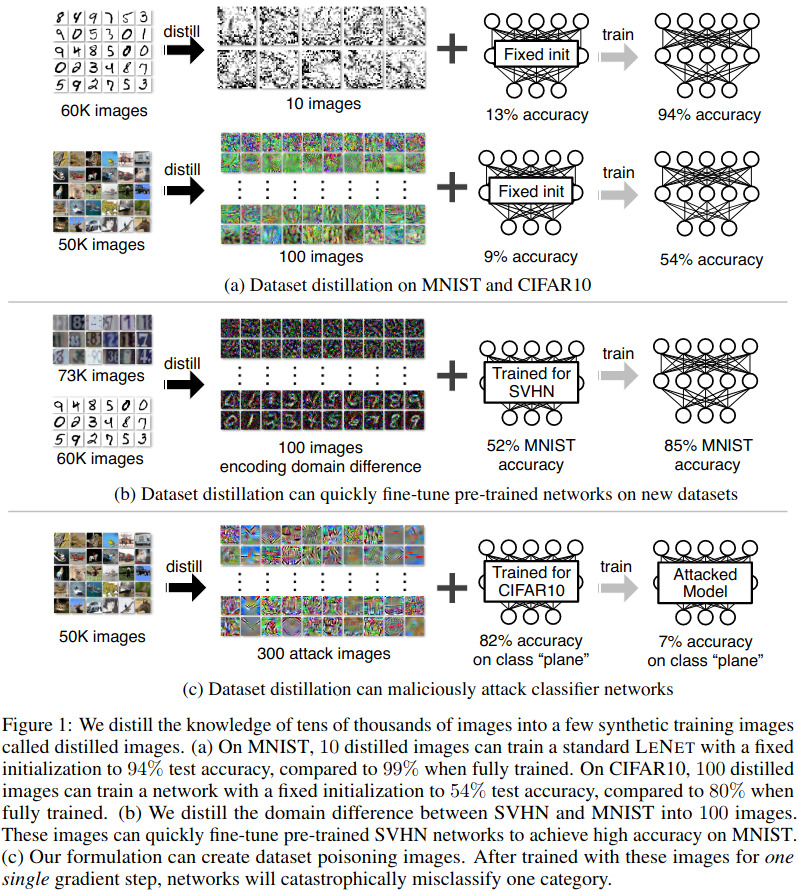 8 9 9 7 5 3
9 0 5 3 0 1
9 4 8 5 0 0
0 2 3 4 8 7
5 9 2 7 5 3
60K images
distill
10 images
Fixed init
13% accuracy
train
94% accuracy
50K images
distill
100 images
Fixed init
9% accuracy
train
54% accuracy
(a) Dataset distillation on MNIST and CIFAR10
73K images
9 4 8 5 0 0
0 2 3 4 8 7
5 9 2 7 5 3
60K images
distill
100 images
encoding domain difference
Trained for
SVHN
52% MNIST
accuracy
train
85% MNIST
accuracy
(b) Dataset distillation can quickly fine-tune pre-trained networks on new datasets
50K images
distill
300 attack images
Trained for
CIFAR10
82% accuracy
on class “plane”
train
Attacked
Model
7% accuracy
on class “plane”
(c) Dataset distillation can maliciously attack classifier networks
Figure 1: We distill the knowledge of tens of thousands of images into a few synthetic training images
called distilled images. (a) On MNIST, 10 distilled images can train a standard LENET with a fixed
initialization to 94% test accuracy, compared to 99% when fully trained. On CIFAR10, 100 distilled
images can train a network with a fixed initialization to 54% test accuracy, compared to 80% when
fully trained. (b) We distill the domain difference between SVHN and MNIST into 100 images.
These images can quickly fine-tune pre-trained SVHN networks to achieve high accuracy on MNIST.
(c) Our formulation can create dataset poisoning images. After trained with these images for one
single gradient step, networks will catastrophically misclassify one category.